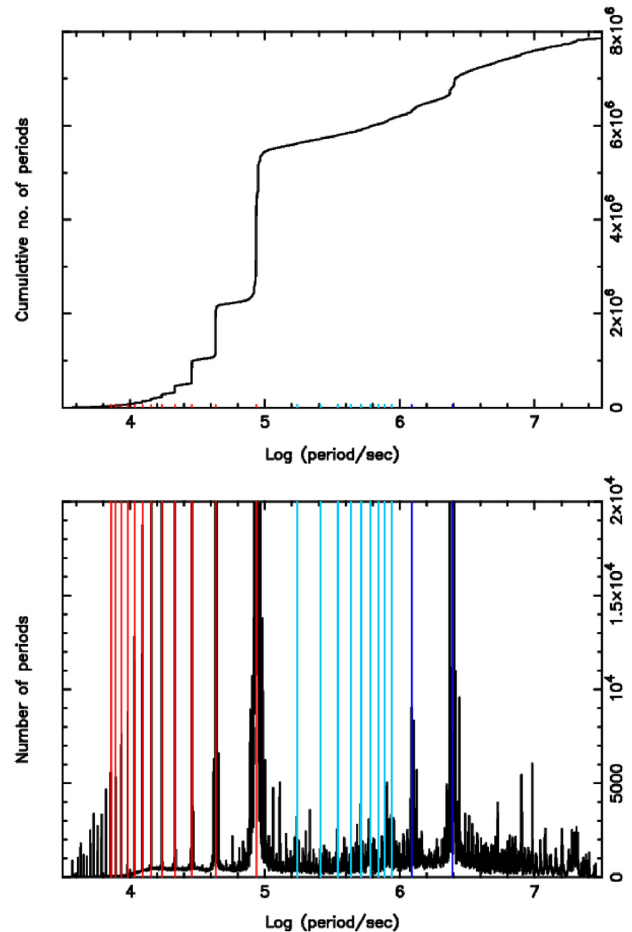 Cumulative no. of periods
0 2×10⁶ 4×10⁶ 6×10⁶ 8×10⁶
4 5 6 7
Log (period/sec)
Number of periods
0 5000 10⁴ 1.5×10⁴ 2×10⁴
4 5 6 7
Log (period/sec)